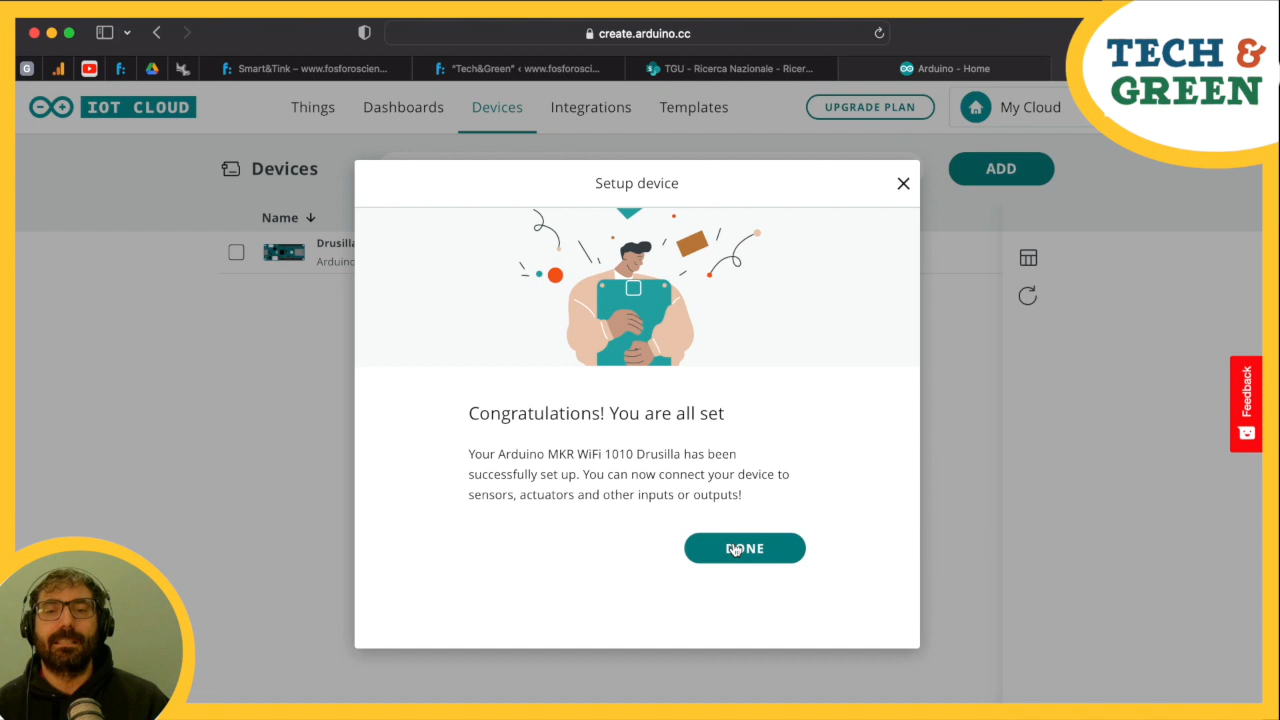 create.arduino.cc
G
Smart&Tink – www.fosforoscien...
"Tech&Green" ‹ www.fosforosci...
TGU - Ricerca Nazionale - Ricer...
Arduino - Home
TECH &
GREEN
IOT CLOUD
Things
Dashboards
Devices
Integrations
Templates
UPGRADE PLAN
My Cloud
Devices
ADD
Setup device
Name
Drusilla
Arduino
Congratulations! You are all set
Your Arduino MKR WiFi 1010 Drusilla has been
successfully set up. You can now connect your device to
sensors, actuators and other inputs or outputs!
DONE
Feedback